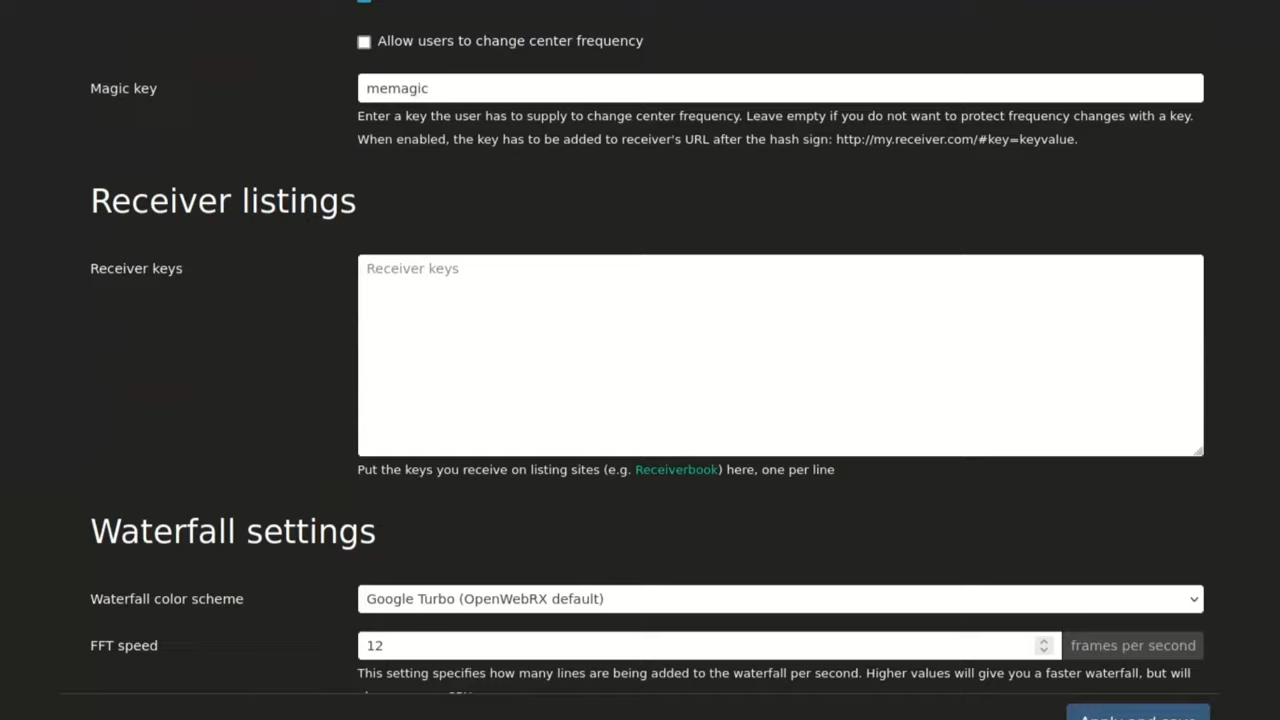 Allow users to change center frequency
Magic key
memagic
Enter a key the user has to supply to change center frequency. Leave empty if you do not want to protect frequency changes with a key.
When enabled, the key has to be added to receiver's URL after the hash sign: http://my.receiver.com/#key=keyvalue.
Receiver listings
Receiver keys
Receiver keys
Put the keys you receive on listing sites (e.g. Receiverbook) here, one per line
Waterfall settings
Waterfall color scheme
Google Turbo (OpenWebRX default)
FFT speed
12
frames per second
This setting specifies how many lines are being added to the waterfall per second. Higher values will give you a faster waterfall, but will
Apply and save